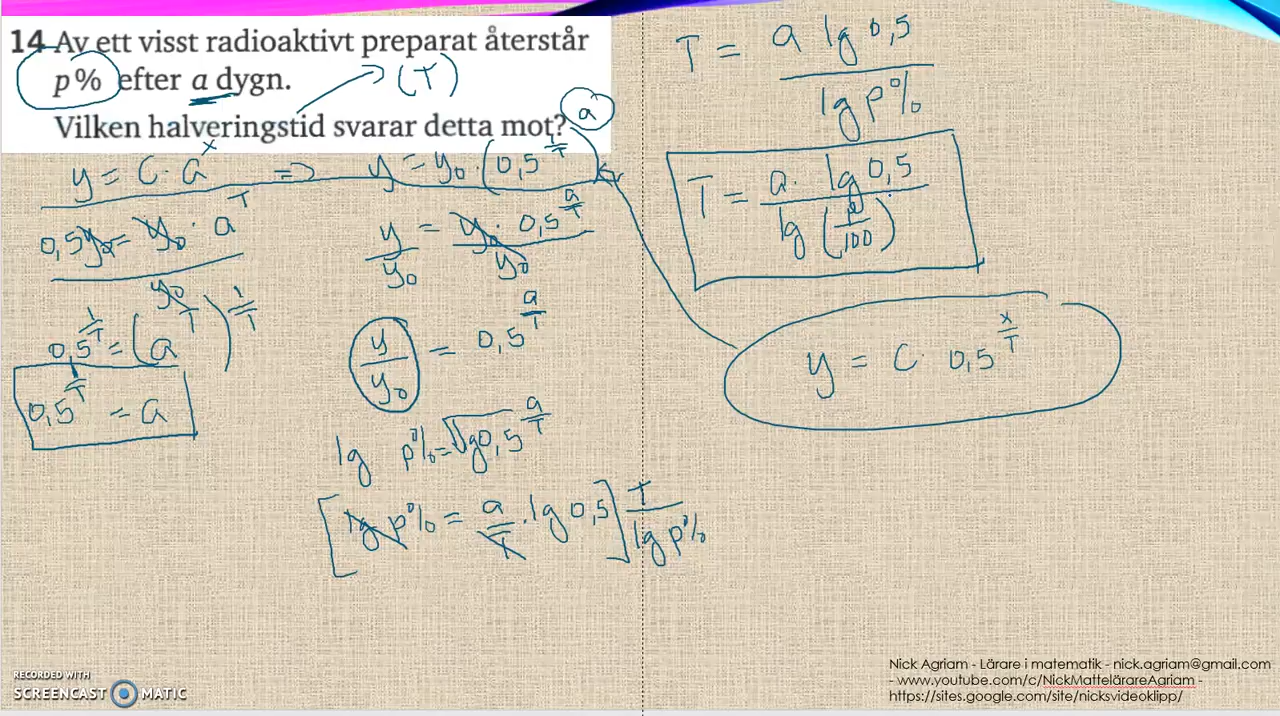 14 Av ett visst radioaktivt preparat återstår
p% efter a dygn.
(T)
Vilken halveringstid svarar detta mot?
a
y = C · a^x => y = y0 · (0,5^(1/T))^a
0,5y0 = y0 · a^T
y0
0,5^(1/T) = (a^T)^(1/T)
0,5^(1/T) = a
y/y0 = y0 · 0,5^(a/T) / y0
y/y0 = 0,5^(a/T)
lg p% = lg 0,5^(a/T)
[lg p% = a/T · lg 0,5] T/lg p%
T = a lg 0,5 / lg p%
T = a · lg 0,5 / lg (p/100)
y = C · 0,5^(x/T)
RECORDED WITH
SCREENCAST O MATIC
Nick Agriam - Lärare i matematik - nick.agriam@gmail.com
- www.youtube.com/c/NickMattelärareAgriam -
https://sites.google.com/site/nicksvideoklipp/